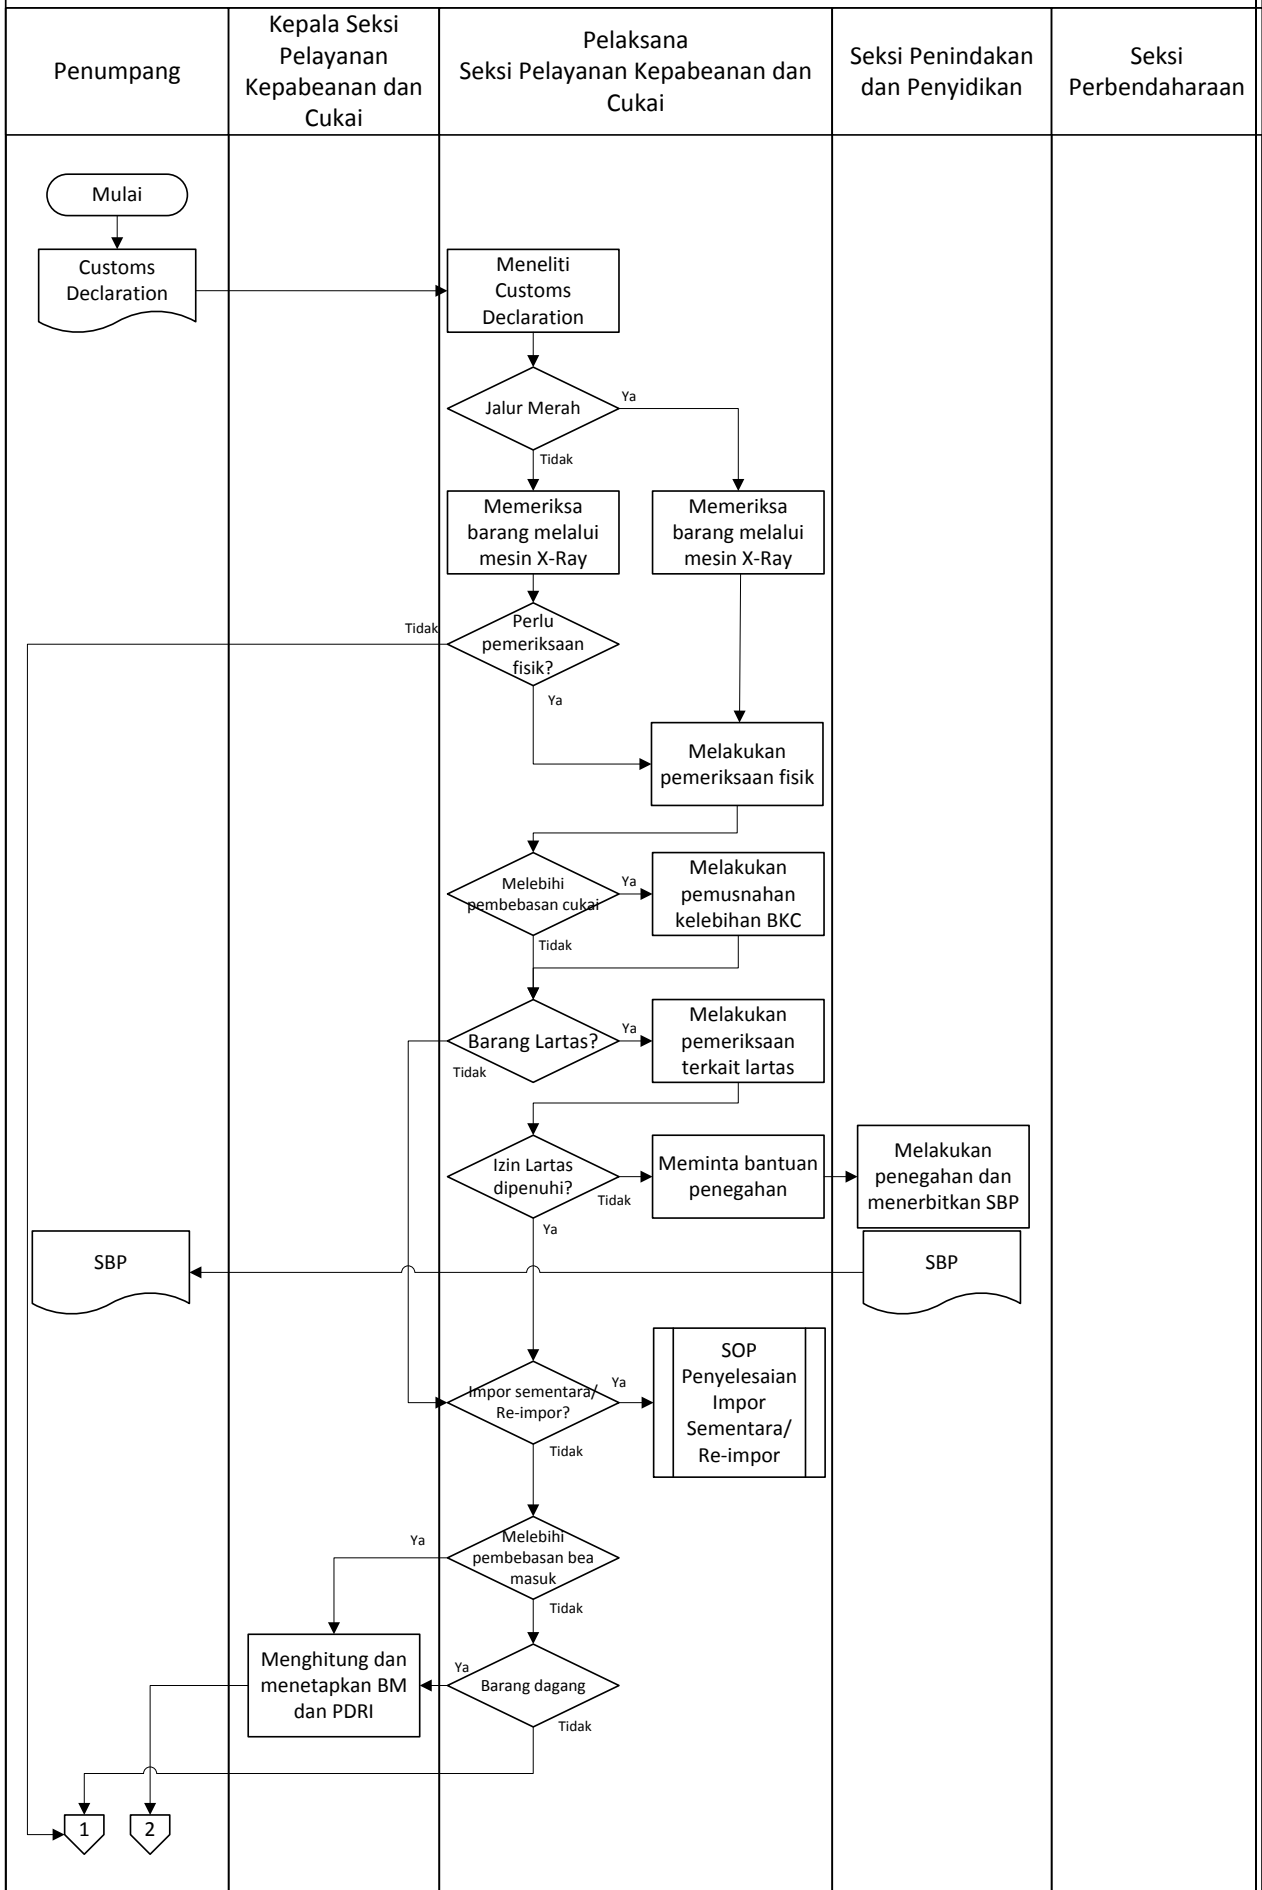 Penumpang
Kepala Seksi
Pelayanan
Kepabeanan dan
Cukai
Pelaksana
Seksi Pelayanan Kepabeanan dan
Cukai
Seksi Penindakan
dan Penyidikan
Seksi
Perbendaharaan
Mulai
Customs
Declaration
Meneliti
Customs
Declaration
Jalur Merah
Ya
Tidak
Memeriksa
barang melalui
mesin X-Ray
Memeriksa
barang melalui
mesin X-Ray
Perlu
pemeriksaan
fisik?
Tidak
Ya
Melakukan
pemeriksaan fisik
Melebihi
pembebasan cukai
Ya
Tidak
Melakukan
pemusnahan
kelebihan BKC
Barang Lartas?
Ya
Tidak
Melakukan
pemeriksaan
terkait lartas
Izin Lartas
dipenuhi?
Tidak
Ya
Meminta bantuan
penegahan
Melakukan
penegahan dan
menerbitkan SBP
SBP
SBP
Impor sementara/
Re-impor?
Ya
Tidak
SOP
Penyelesaian
Impor
Sementara/
Re-impor
Melebihi
pembebasan bea
masuk
Ya
Tidak
Menghitung dan
menetapkan BM
dan PDRI
Ya
Barang dagang
Tidak
1
2